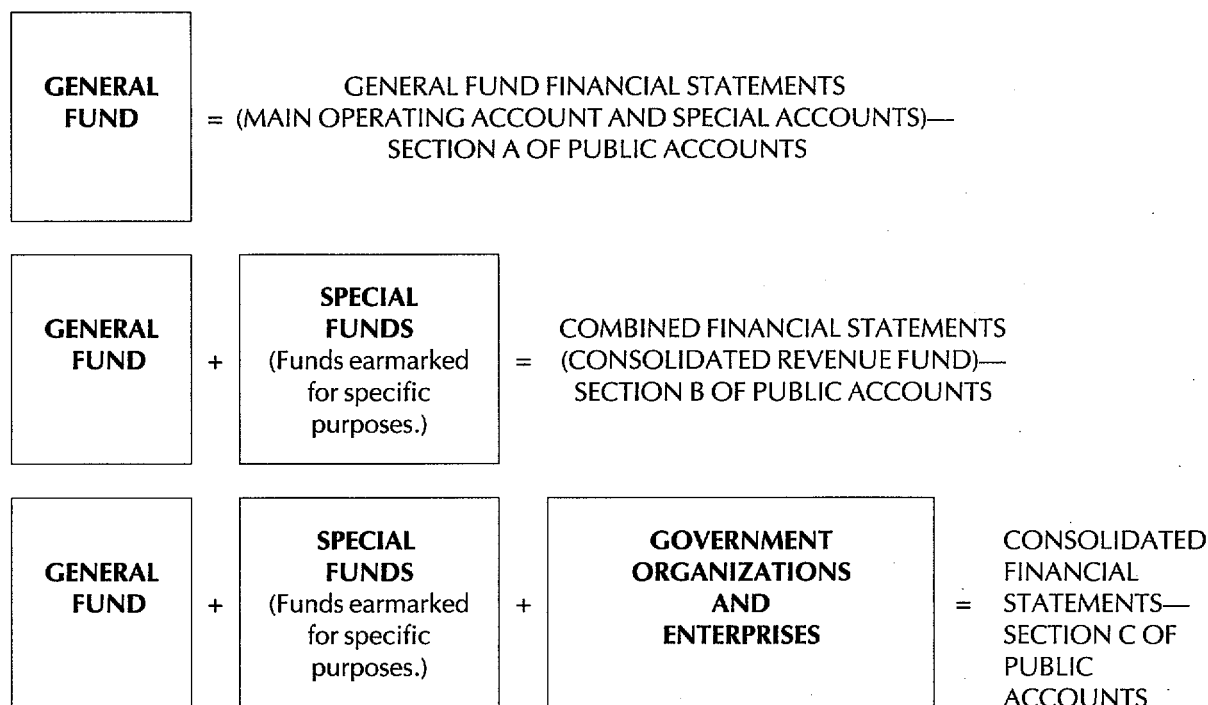 GENERAL
FUND
=
GENERAL FUND FINANCIAL STATEMENTS
(MAIN OPERATING ACCOUNT AND SPECIAL ACCOUNTS)—
SECTION A OF PUBLIC ACCOUNTS
GENERAL
FUND
+
SPECIAL
FUNDS
(Funds earmarked
for specific
purposes.)
=
COMBINED FINANCIAL STATEMENTS
(CONSOLIDATED REVENUE FUND)—
SECTION B OF PUBLIC ACCOUNTS
GENERAL
FUND
+
SPECIAL
FUNDS
(Funds earmarked
for specific
purposes.)
+
GOVERNMENT
ORGANIZATIONS
AND
ENTERPRISES
=
CONSOLIDATED
FINANCIAL
STATEMENTS—
SECTION C OF
PUBLIC
ACCOUNTS